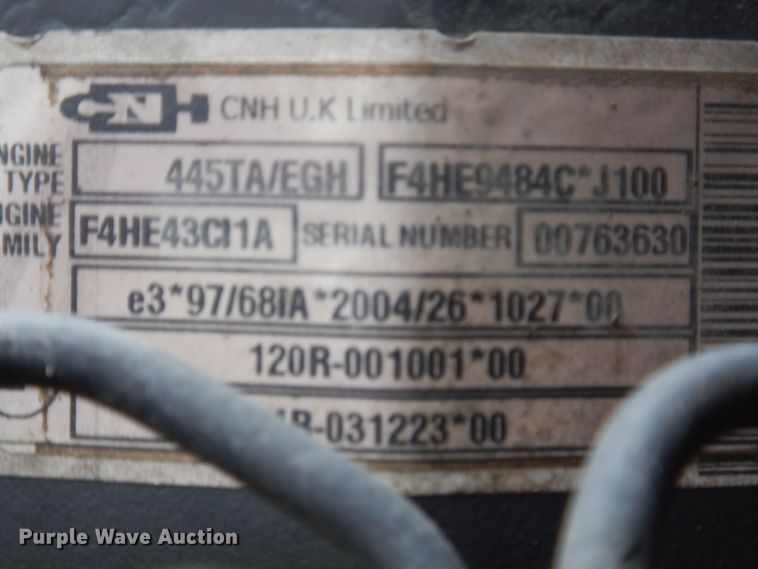 CNH CNH U.K Limited
ENGINE TYPE 445TA/EGH F4HE9484C*J100
ENGINE FAMILY F4HE43CI1A SERIAL NUMBER 00763630
e3*97/68IA*2004/26*1027*00
120R-001001*00
R-031223*00
Purple Wave Auction